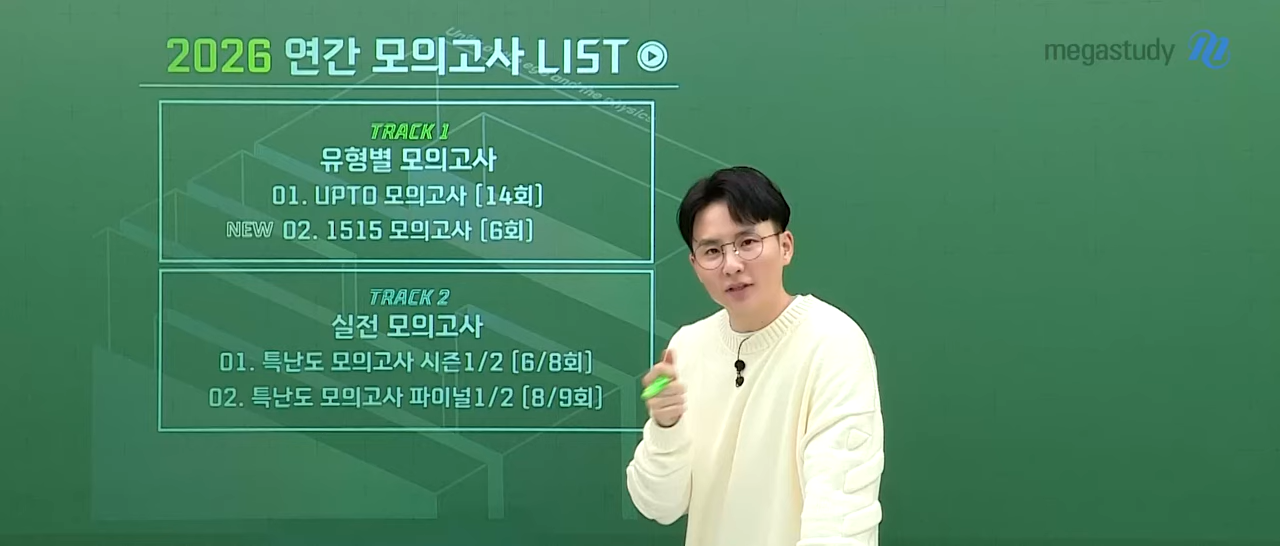 2026 연간 모의고사 LIST
megastudy
TRACK 1
유형별 모의고사
01. UPTO 모의고사 [14회]
NEW 02. 1515 모의고사 [6회]
TRACK 2
실전 모의고사
01. 특난도 모의고사 시즌1/2 [6/8회]
02. 특난도 모의고사 파이널1/2 [8/9회]